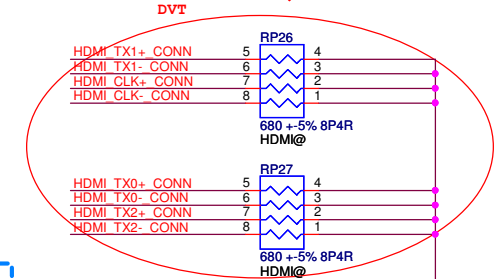 DVT
RP26
HDMI_TX1+_CONN 5 4
HDMI_TX1-_CONN 6 3
HDMI_CLK+_CONN 7 2
HDMI_CLK-_CONN 8 1
680 +-5% 8P4R
HDMI@
RP27
HDMI_TX0+_CONN 5 4
HDMI_TX0-_CONN 6 3
HDMI_TX2+_CONN 7 2
HDMI_TX2-_CONN 8 1
680 +-5% 8P4R
HDMI@